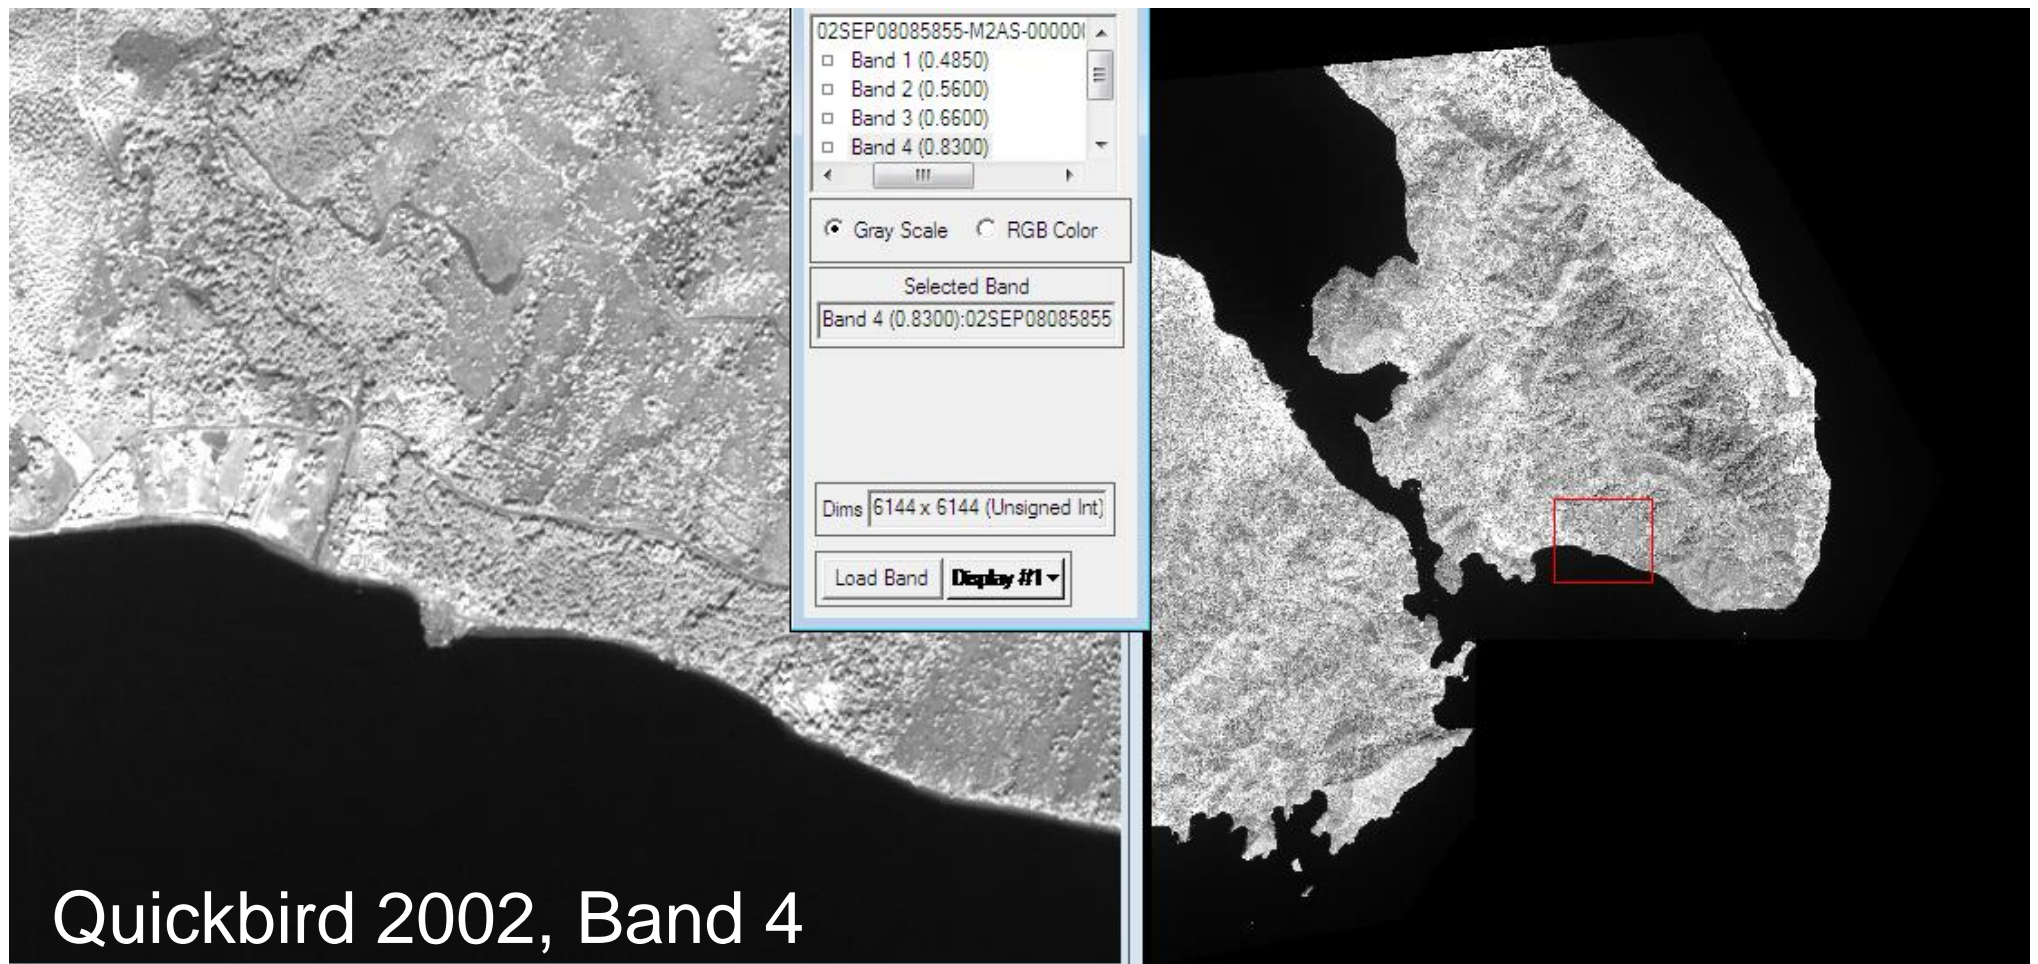 02SEP08085855-M2AS-00000
Band 1 (0.4850)
Band 2 (0.5600)
Band 3 (0.6600)
Band 4 (0.8300)
Gray Scale RGB Color
Selected Band
Band 4 (0.8300):02SEP08085855
Dims 6144 x 6144 (Unsigned Int)
Load Band Display #1
Quickbird 2002, Band 4